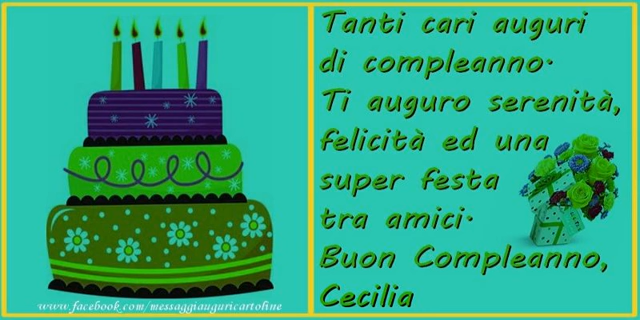 Tanti cari auguri
di compleanno.
Ti auguro serenità,
felicità ed una
super festa
tra amici.
Buon Compleanno,
Cecilia
www.facebook.com/messaggiauguricartoline